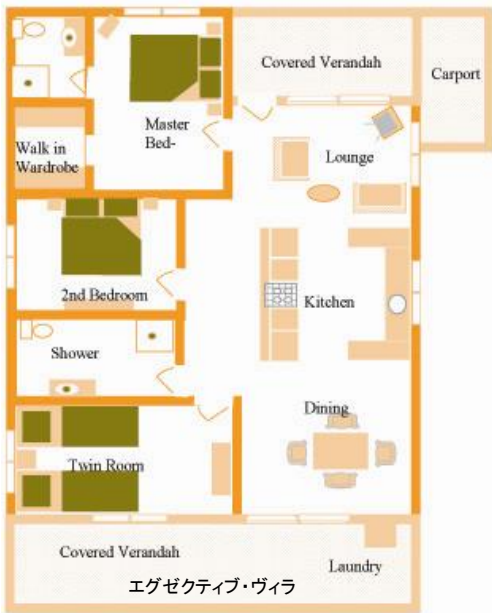 Covered Verandah
Carport
Master
Bed-
Lounge
Walk in
Wardrobe
2nd Bedroom
Kitchen
Shower
Dining
Twin Room
Covered Verandah
Laundry
エグゼクティブ・ヴィラ